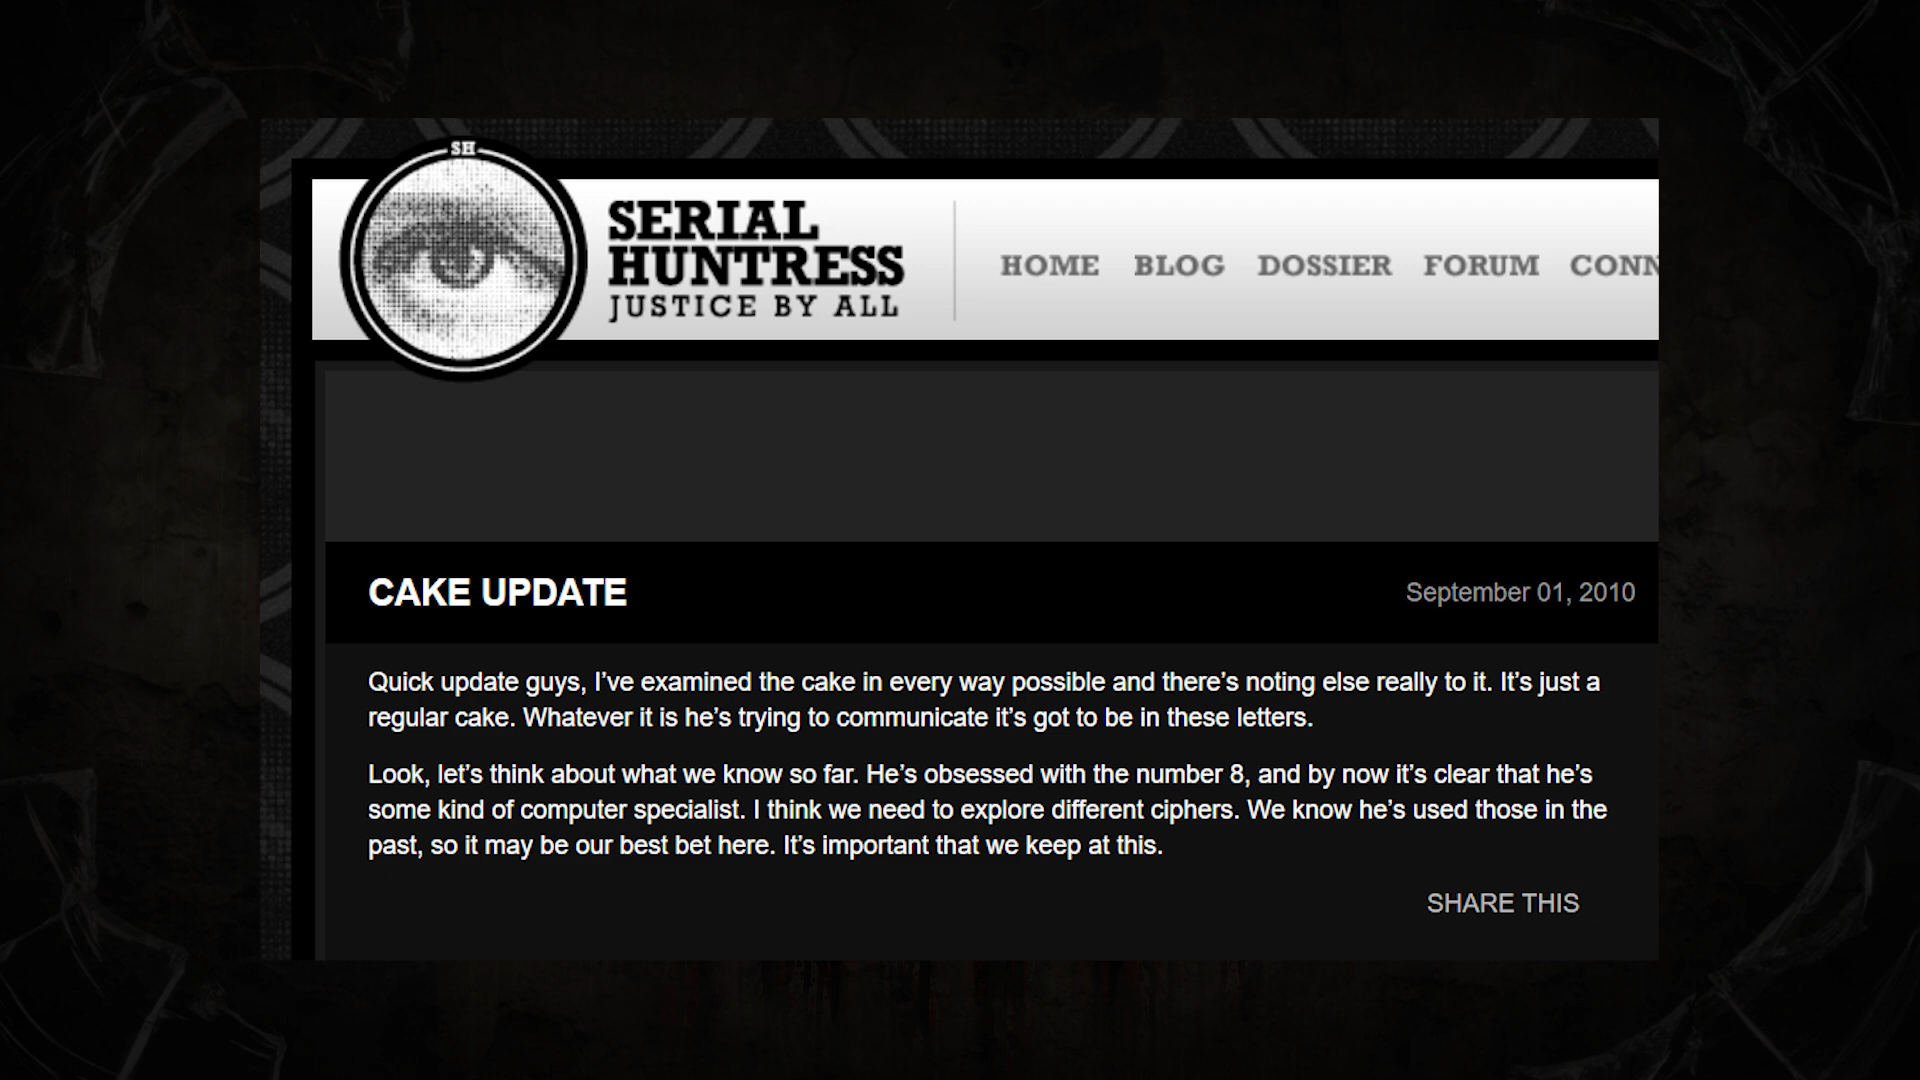 SH
SERIAL
HUNTRESS
JUSTICE BY ALL
HOME BLOG DOSSIER FORUM CONN
CAKE UPDATE
September 01, 2010
Quick update guys, I’ve examined the cake in every way possible and there’s noting else really to it. It’s just a
regular cake. Whatever it is he’s trying to communicate it’s got to be in these letters.
Look, let’s think about what we know so far. He’s obsessed with the number 8, and by now it’s clear that he’s
some kind of computer specialist. I think we need to explore different ciphers. We know he’s used those in the
past, so it may be our best bet here. It’s important that we keep at this.
SHARE THIS